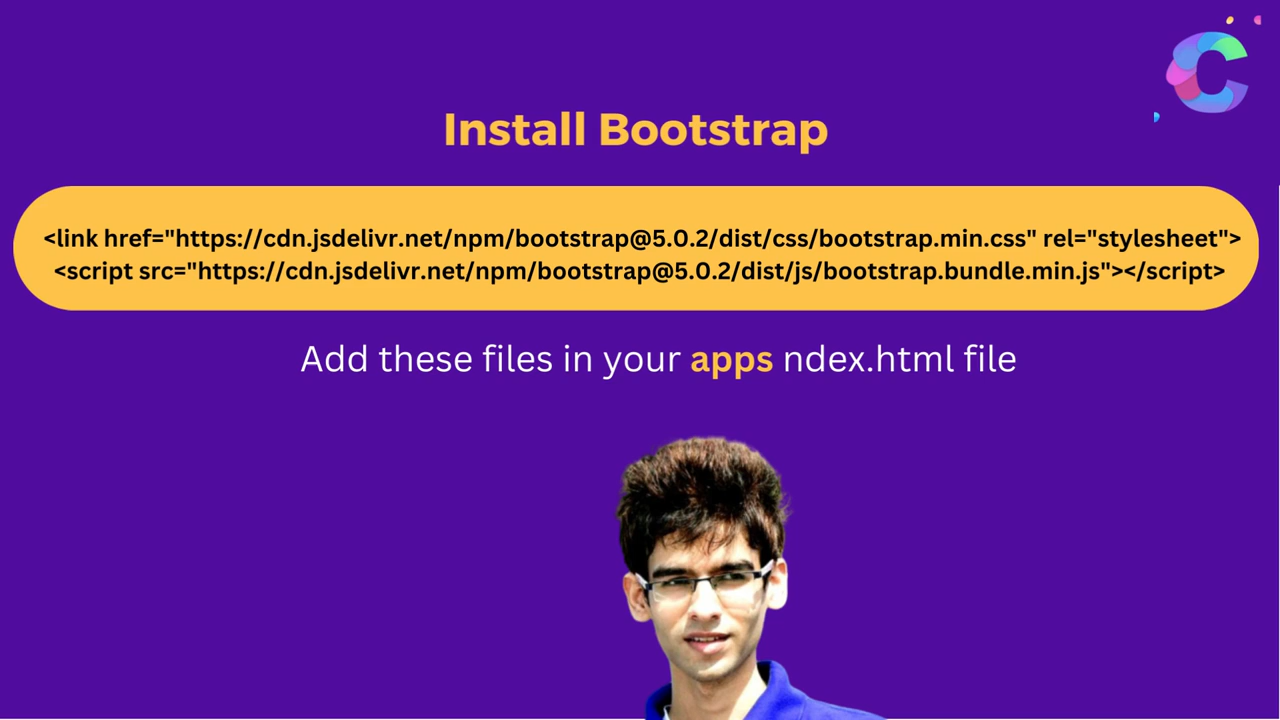 Install Bootstrap
<link href="https://cdn.jsdelivr.net/npm/bootstrap@5.0.2/dist/css/bootstrap.min.css" rel="stylesheet">
<script src="https://cdn.jsdelivr.net/npm/bootstrap@5.0.2/dist/js/bootstrap.bundle.min.js"></script>
Add these files in your apps ndex.html file